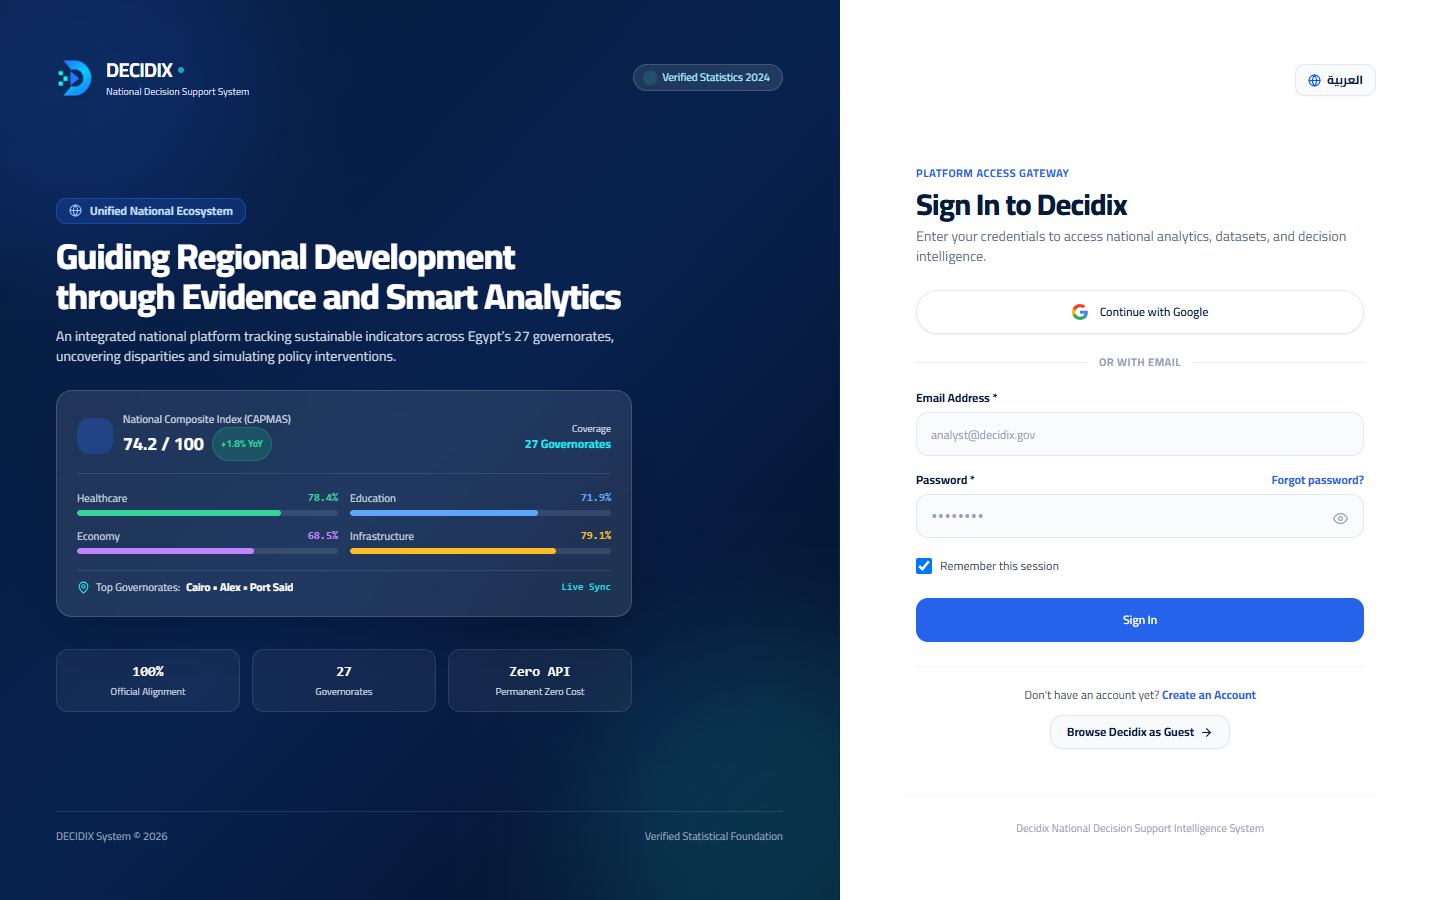 DECIDIX
National Decision Support System
Verified Statistics 2024
Unified National Ecosystem
Guiding Regional Development
through Evidence and Smart Analytics
An integrated national platform tracking sustainable indicators across Egypt's 27 governorates,
uncovering disparities and simulating policy interventions.
National Composite Index (CAPMAS)
74.2 / 100 +1.8% YoY
Coverage
27 Governorates
Healthcare 78.4%
Education 71.9%
Economy 68.5%
Infrastructure 79.1%
Top Governorates: Cairo • Alex • Port Said
Live Sync
100%
Official Alignment
27
Governorates
Zero API
Permanent Zero Cost
DECIDIX System © 2026
Verified Statistical Foundation
العربية
PLATFORM ACCESS GATEWAY
Sign In to Decidix
Enter your credentials to access national analytics, datasets, and decision
intelligence.
Continue with Google
OR WITH EMAIL
Email Address *
analyst@decidix.gov
Password *
Forgot password?
••••••••
Remember this session
Sign In
Don't have an account yet? Create an Account
Browse Decidix as Guest →
Decidix National Decision Support Intelligence System